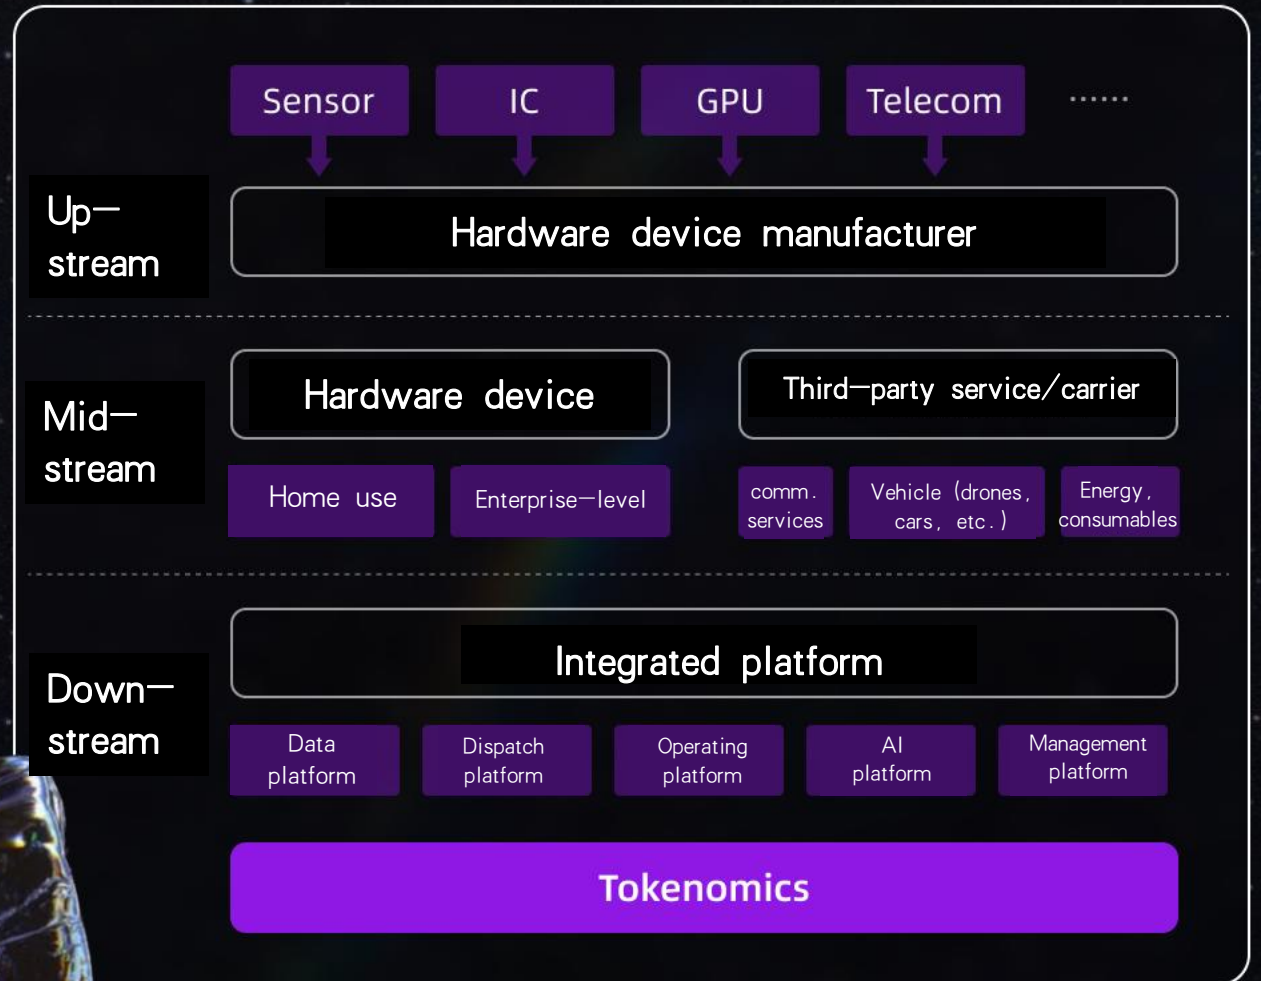 Sensor
IC
GPU
Telecom
......
Up-
stream
Hardware device manufacturer
Mid-
stream
Hardware device
Third-party service/carrier
Home use
Enterprise-level
comm.
services
Vehicle (drones,
cars, etc.)
Energy,
consumables
Down-
stream
Integrated platform
Data
platform
Dispatch
platform
Operating
platform
AI
platform
Management
platform
Tokenomics